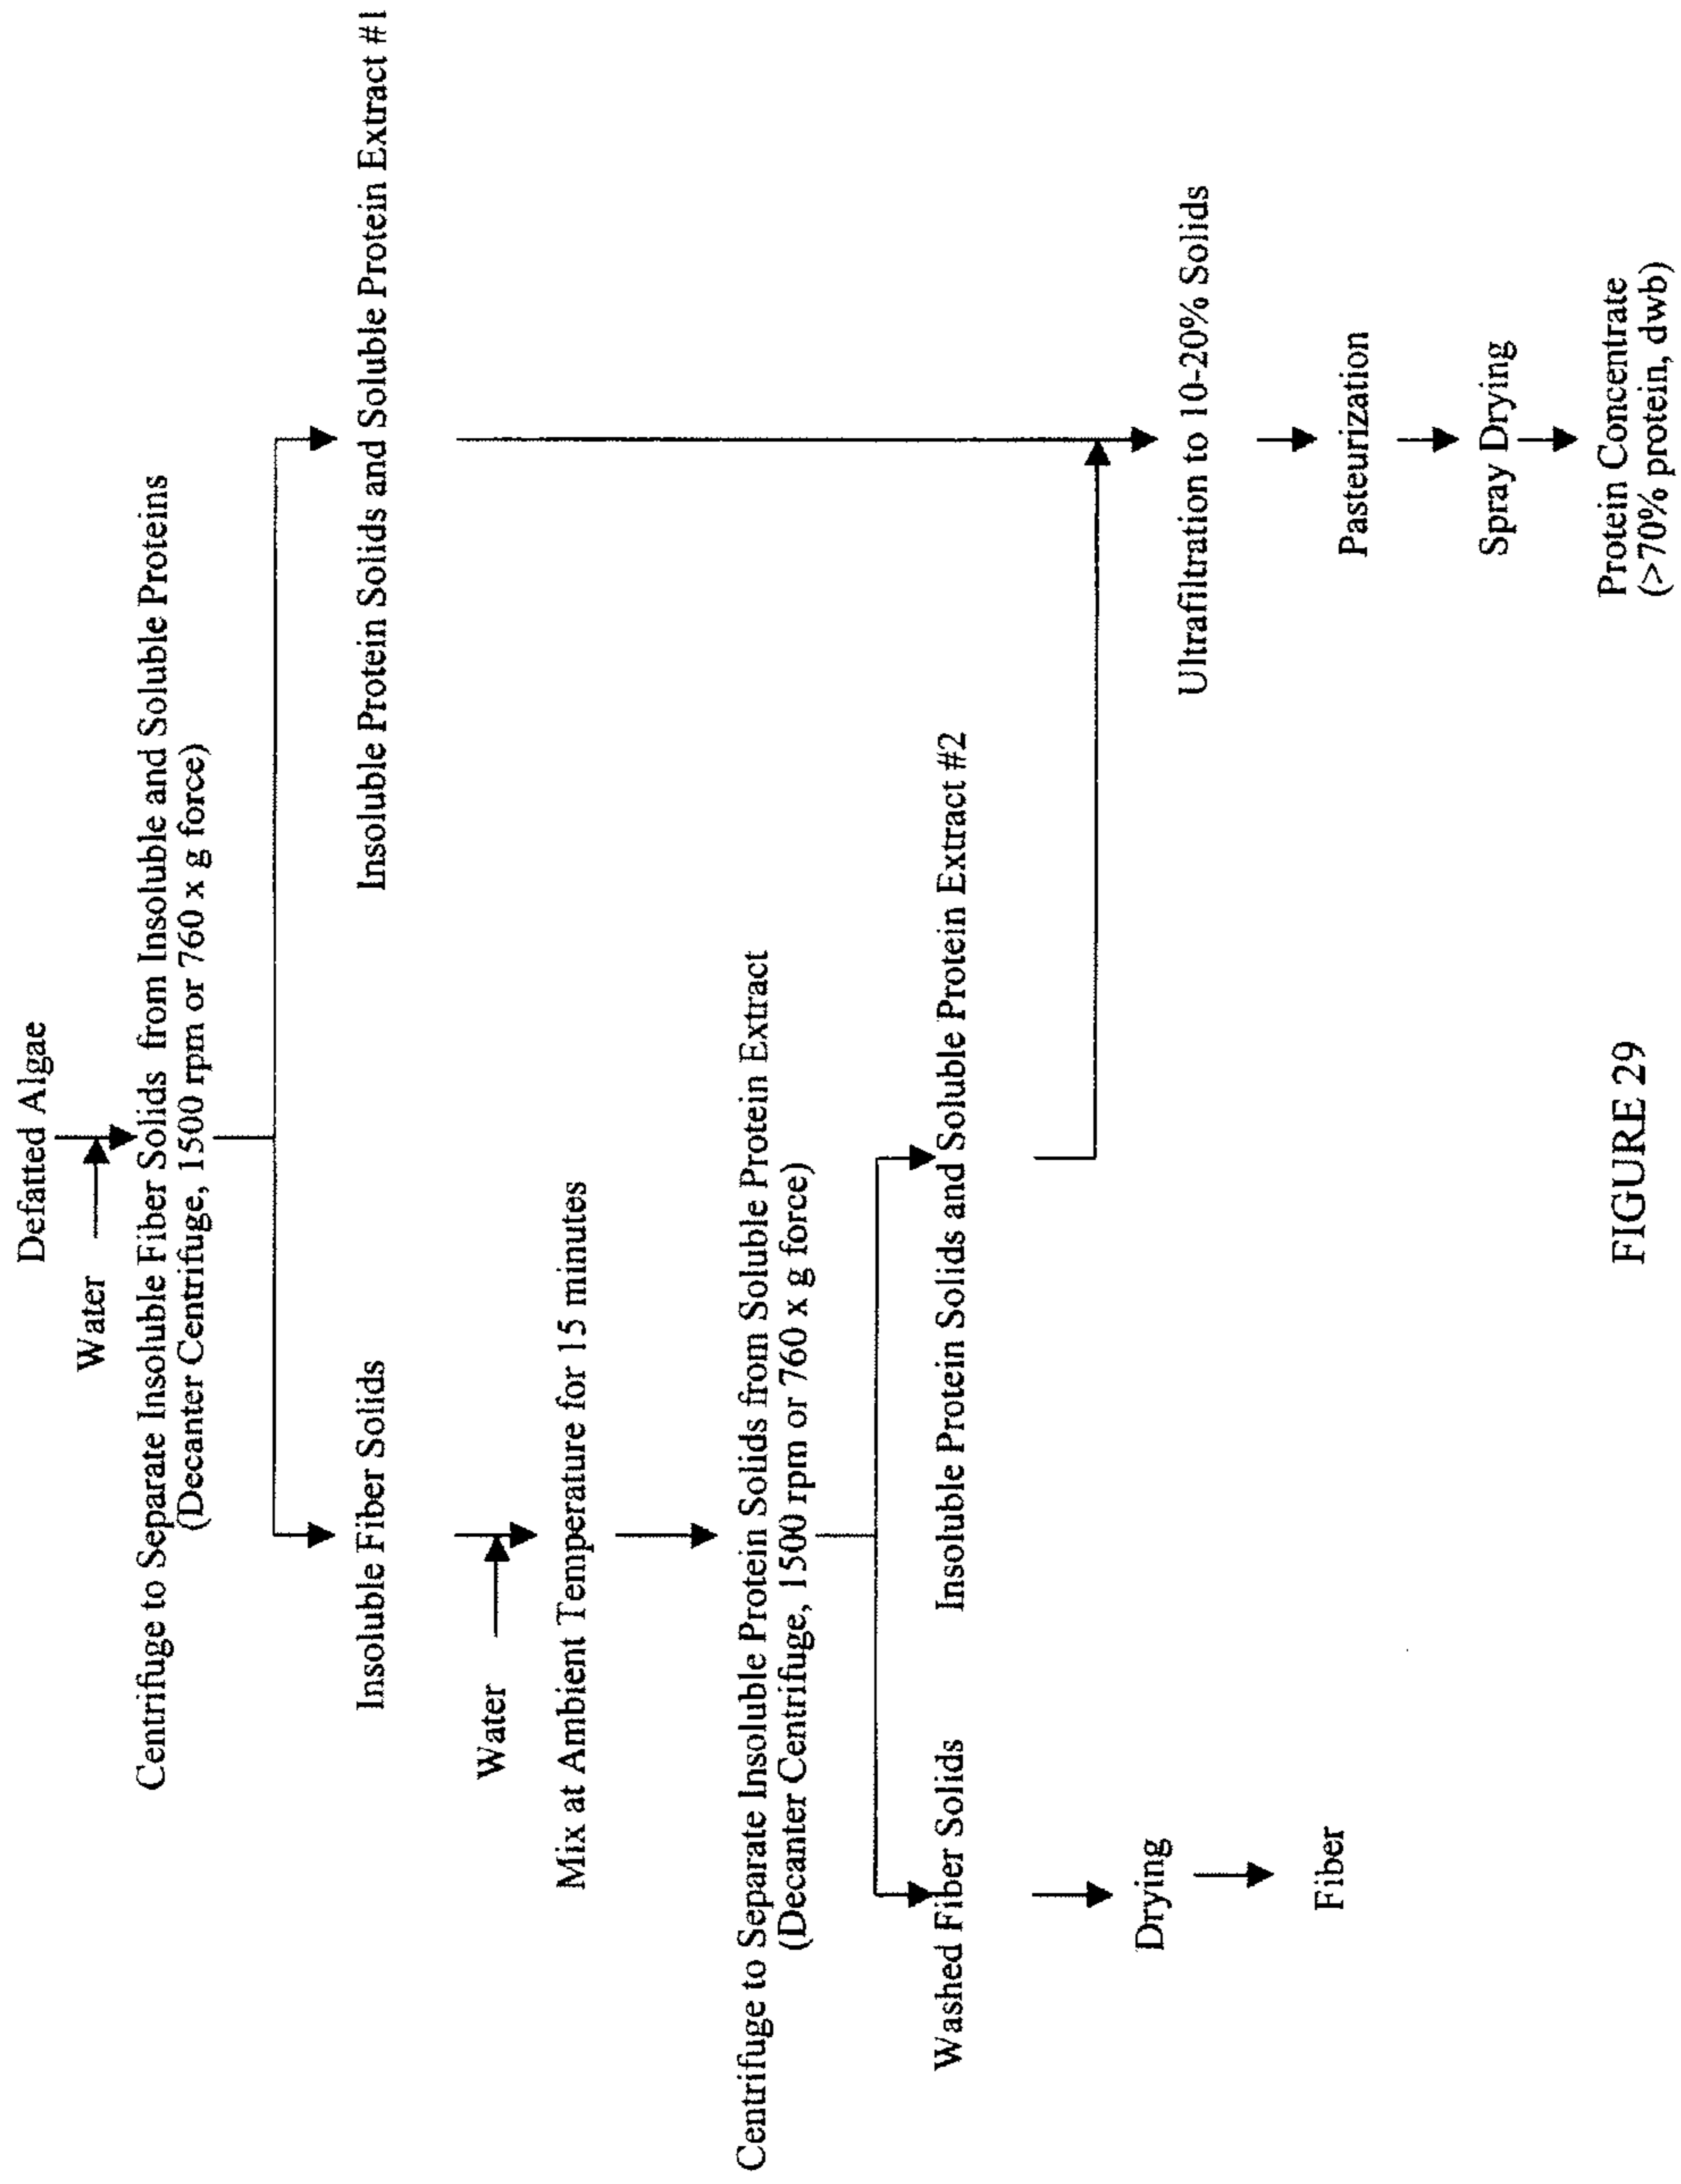 Defatted Algae
Water
Centrifuge to Separate Insoluble Fiber Solids from Insoluble and Soluble Proteins
(Decanter Centrifuge, 1500 rpm or 760 x g force)
Insoluble Fiber Solids
Insoluble Protein Solids and Soluble Protein Extract #1
Water
Mix at Ambient Temperature for 15 minutes
Centrifuge to Separate Insoluble Protein Solids from Soluble Protein Extract
(Decanter Centrifuge, 1500 rpm or 760 x g force)
Washed Fiber Solids
Insoluble Protein Solids and Soluble Protein Extract #2
Drying
Fiber
Ultrafiltration to 10-20% Solids
Pasteurization
Spray Drying
Protein Concentrate
(>70% protein, dwb)
FIGURE 29